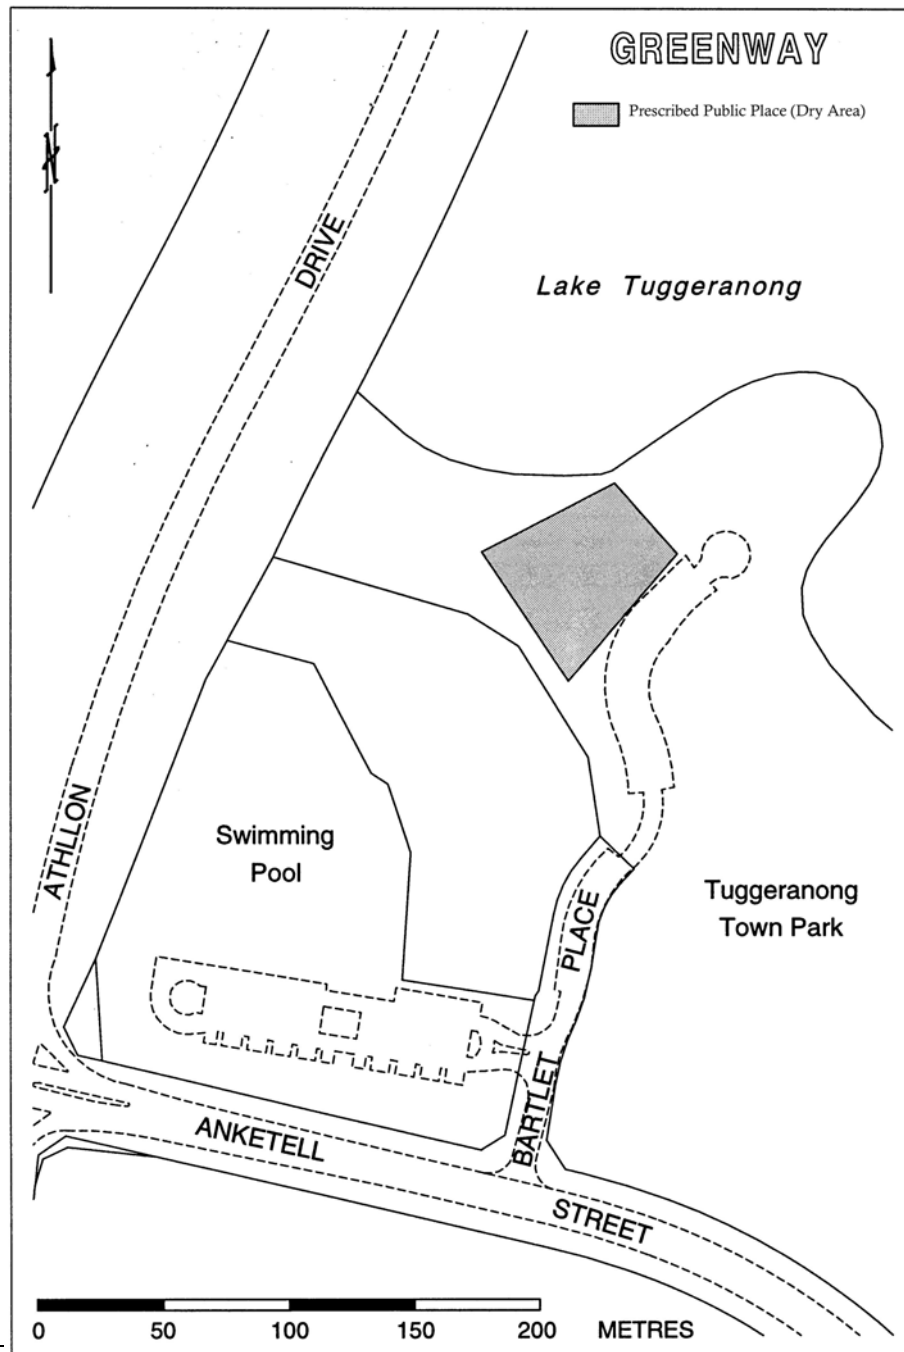 GREENWAY
Prescribed Public Place (Dry Area)
N
Lake Tuggeranong
DRIVE
ATHLLON
Swimming
Pool
PLACE
Tuggeranong
Town Park
BARTLET
ANKETELL
STREET
0 50 100 150 200 METRES